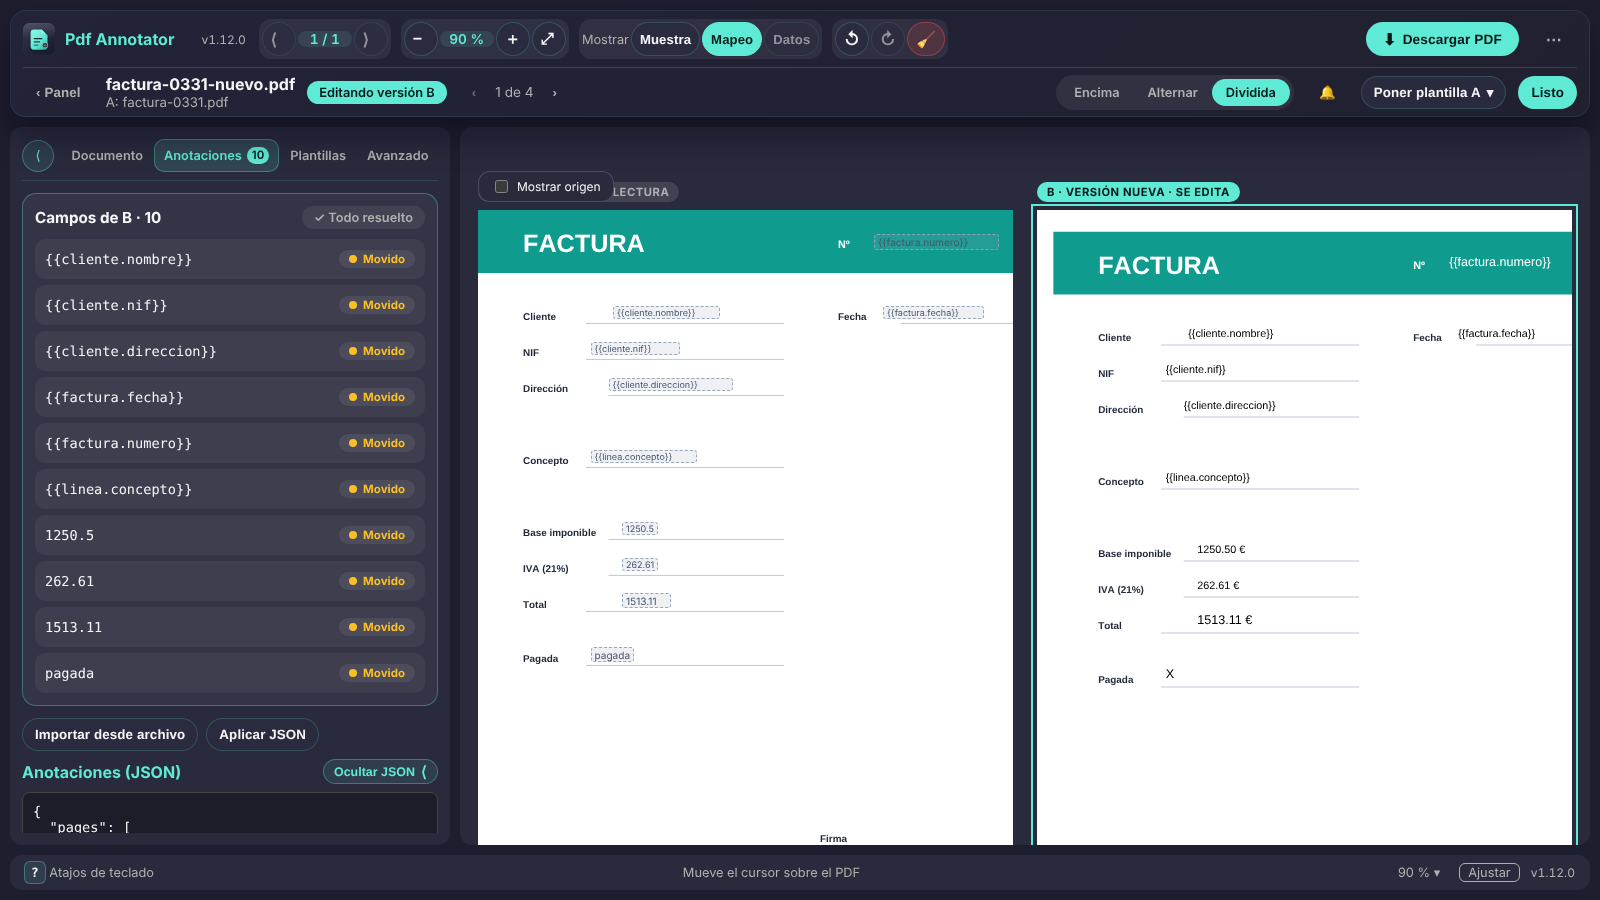 Pdf Annotator v1.12.0 ⟨ 1 / 1 ⟩ − 90 % + Mostrar Muestra Mapeo Datos Descargar PDF ⋯
‹ Panel factura-0331-nuevo.pdf Editando versión B ‹ 1 de 4 › Encima Alternar Dividida Poner plantilla A ▾ Listo
A: factura-0331.pdf
⟨ Documento Anotaciones 10 Plantillas Avanzado
Campos de B · 10 ✓ Todo resuelto
{{cliente.nombre}} Movido
{{cliente.nif}} Movido
{{cliente.direccion}} Movido
{{factura.fecha}} Movido
{{factura.numero}} Movido
{{linea.concepto}} Movido
1250.5 Movido
262.61 Movido
1513.11 Movido
pagada Movido
Importar desde archivo Aplicar JSON
Anotaciones (JSON) Ocultar JSON ⟨
{
"pages": [
Mostrar origen LECTURA
FACTURA Nº {{factura.numero}}
Cliente {{cliente.nombre}} Fecha {{factura.fecha}}
NIF {{cliente.nif}}
Dirección {{cliente.direccion}}
Concepto {{linea.concepto}}
Base imponible 1250.5
IVA (21%) 262.61
Total 1513.11
Pagada pagada
Firma
B · VERSIÓN NUEVA · SE EDITA
FACTURA Nº {{factura.numero}}
Cliente {{cliente.nombre}} Fecha {{factura.fecha}}
NIF {{cliente.nif}}
Dirección {{cliente.direccion}}
Concepto {{linea.concepto}}
Base imponible 1250.50 €
IVA (21%) 262.61 €
Total 1513.11 €
Pagada X
? Atajos de teclado Mueve el cursor sobre el PDF 90 % ▾ Ajustar v1.12.0